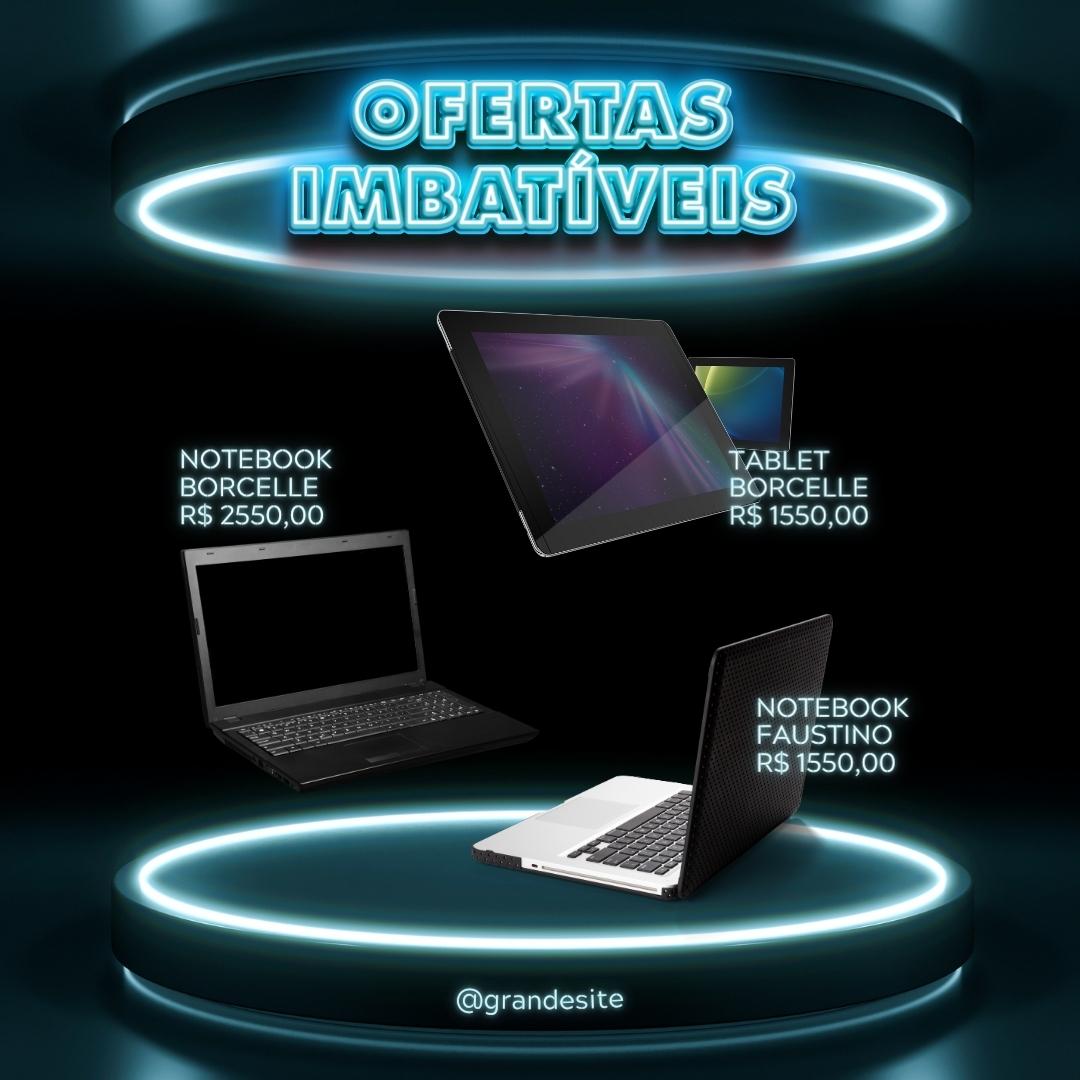 OFERTAS
IMBATÍVEIS
NOTEBOOK
BORCELLE
R$ 2550,00
TABLET
BORCELLE
R$ 1550,00
NOTEBOOK
FAUSTINO
R$ 1550,00
@grandesite